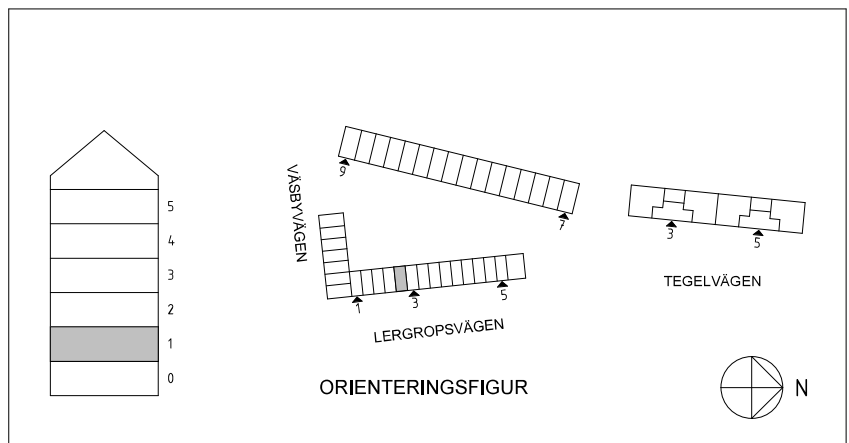 5
4
3
2
1
0
VÄSBYVÄGEN
9
7
1
3
5
LERGROPSVÄGEN
3
5
TEGELVÄGEN
ORIENTERINGSFIGUR
N